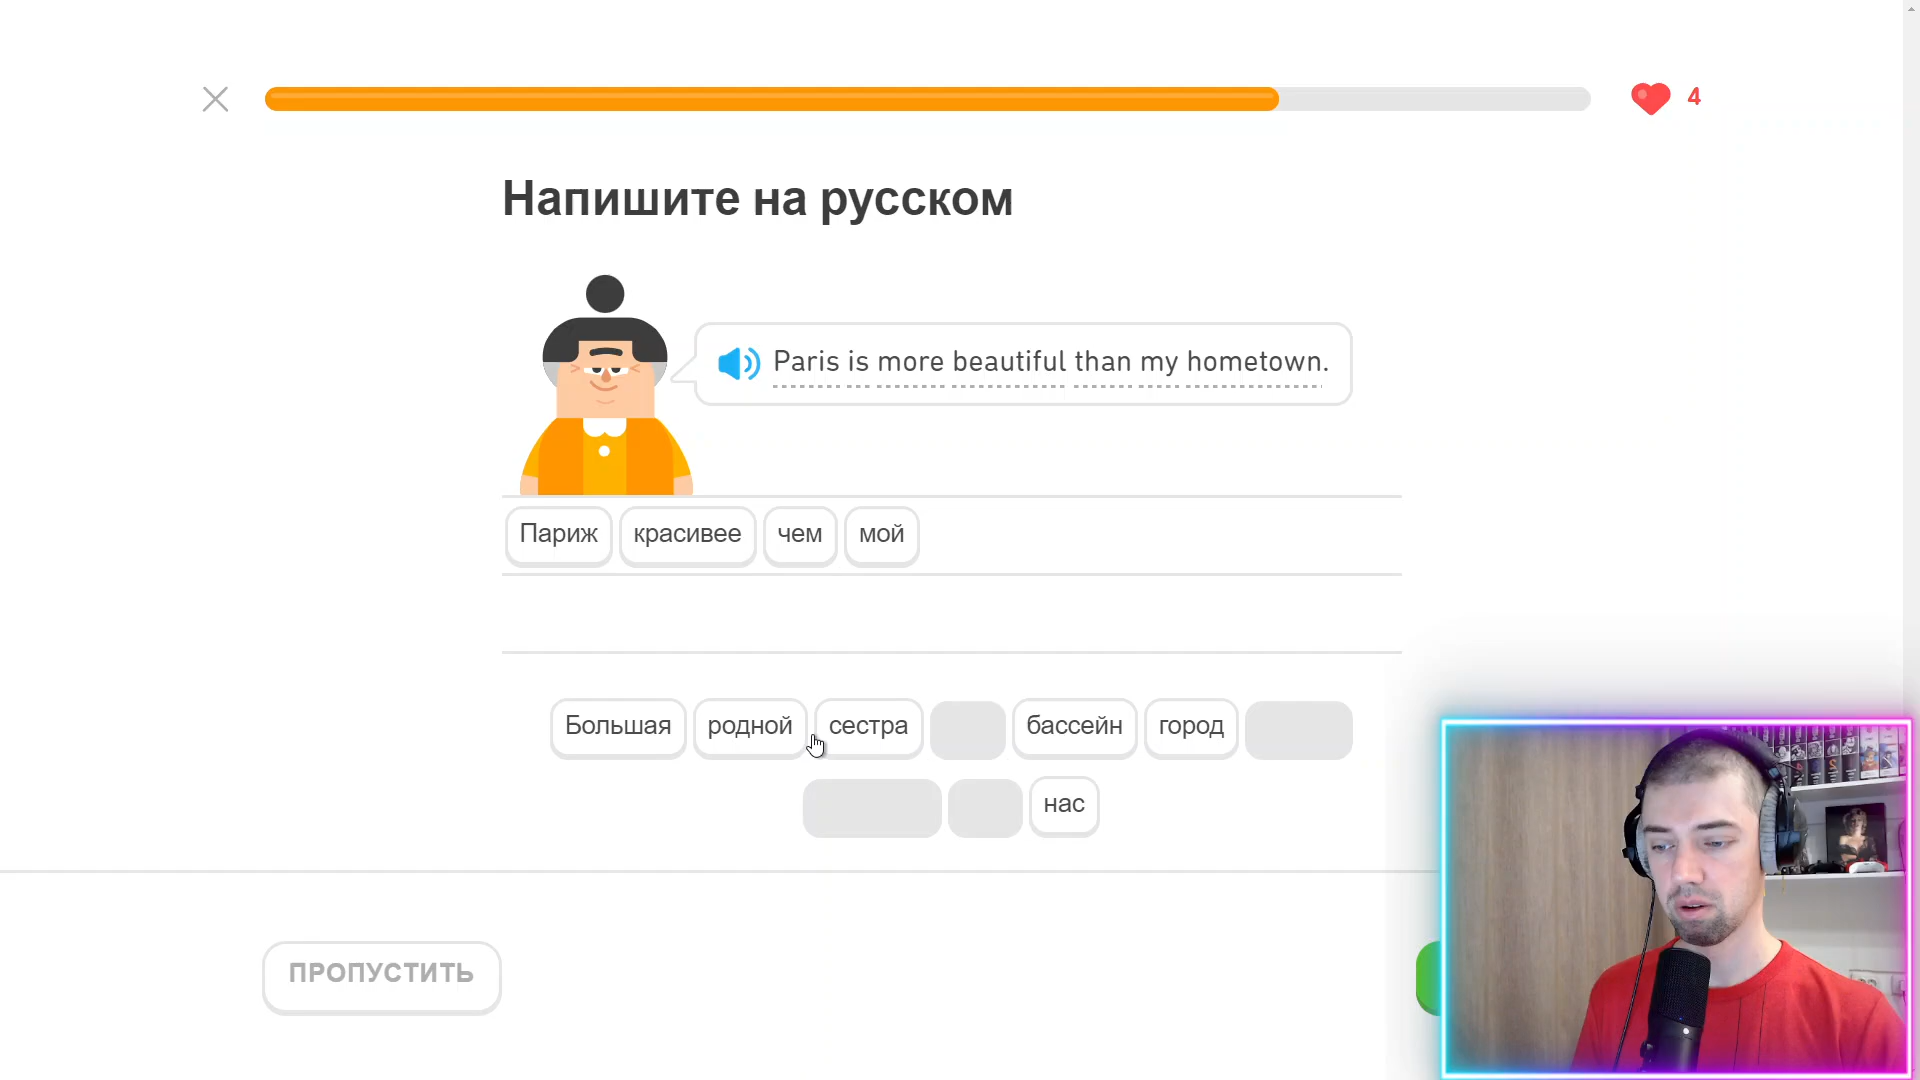 4
Напишите на русском
Paris is more beautiful than my hometown.
Париж красивее чем мой
Большая родной сестра бассейн город
нас
ПРОПУСТИТЬ